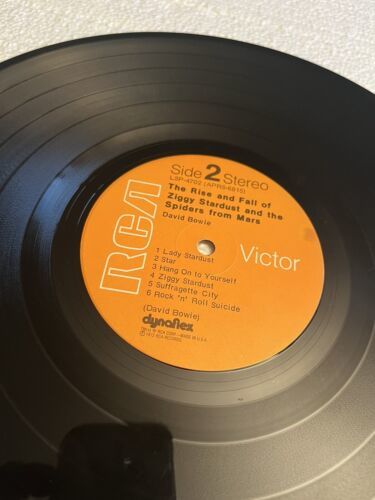 Side 2 Stereo
LSP-4702 (APRS-6815)
The Rise and Fall of
Ziggy Stardust and the
Spiders from Mars
David Bowie
RCA
Victor
1 Lady Stardust
2 Star
3 Hang On to Yourself
4 Ziggy Stardust
5 Suffragette City
6 Rock 'n' Roll Suicide
(David Bowie)
dynaflex